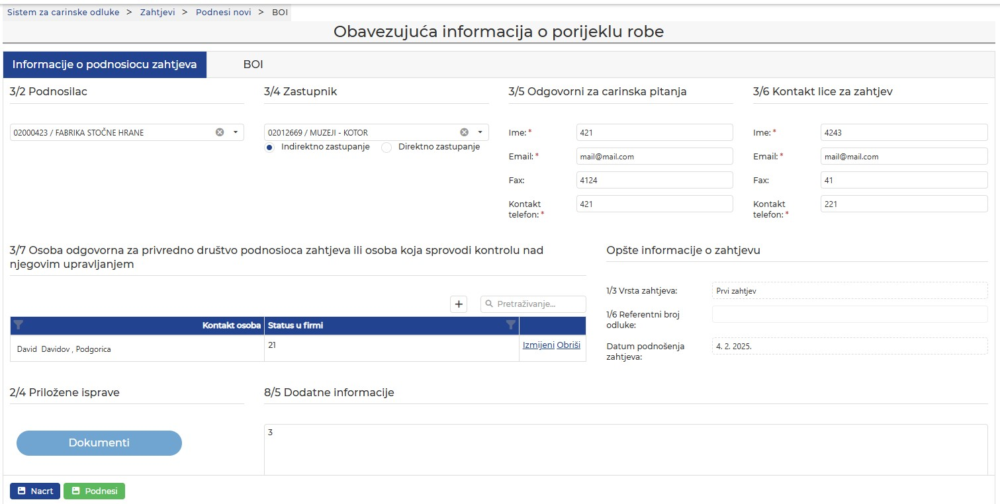 Sistem za carinske odluke > Zahtjevi > Podnesi novi > BOI
Obavezujuća informacija o porijeklu robe
Informacije o podnosiocu zahtjeva BOI
3/2 Podnosilac
02000423 / FABRIKA STOČNE HRANE
3/4 Zastupnik
02012669 / MUZEJI - KOTOR
Indirektno zastupanje Direktno zastupanje
3/5 Odgovorni za carinska pitanja
Ime: * 421
Email: * mail@mail.com
Fax: 4124
Kontakt
telefon: * 421
3/6 Kontakt lice za zahtjev
Ime: * 4243
Email: * mail@mail.com
Fax: 41
Kontakt
telefon: * 221
3/7 Osoba odgovorna za privredno društvo podnosioca zahtjeva ili osoba koja sprovodi kontrolu nad
njegovim upravljanjem
+ Pretraživanje...
Kontakt osoba Status u firmi
David Davidov , Podgorica 21 Izmijeni Obriši
Opšte informacije o zahtjevu
1/3 Vrsta zahtjeva: Prvi zahtjev
1/6 Referentni broj
odluke:
Datum podnošenja
zahtjeva: 4. 2. 2025.
2/4 Priložene isprave
Dokumenti
8/5 Dodatne informacije
3
Nacrt Podnesi